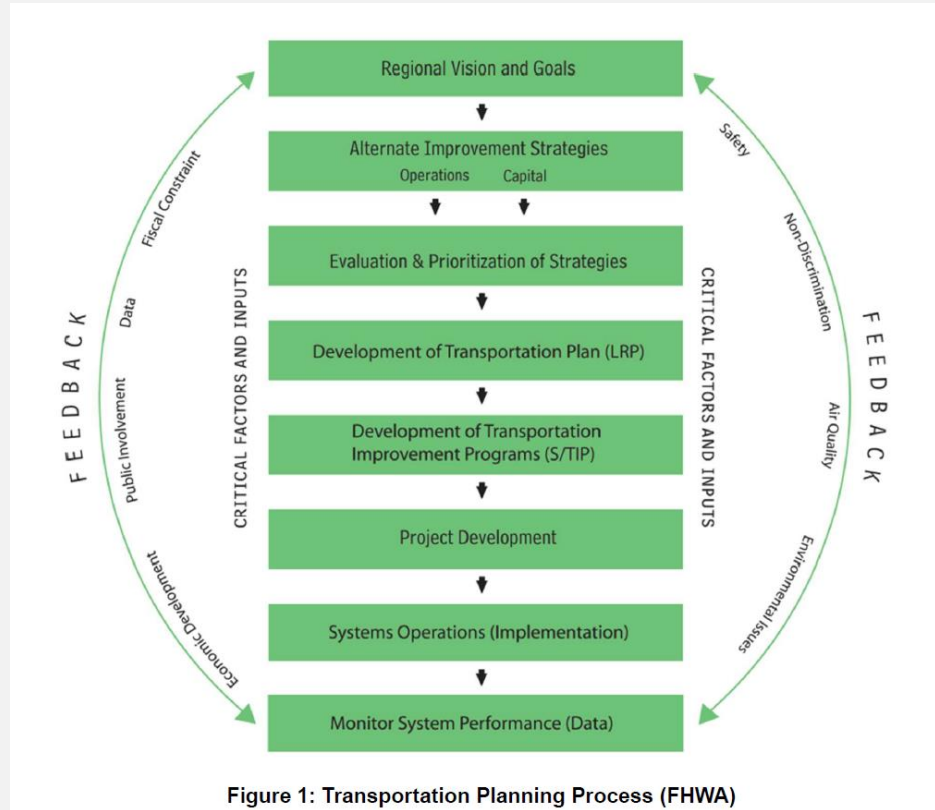 Regional Vision and Goals
Alternate Improvement Strategies
Operations Capital
Evaluation & Prioritization of Strategies
Development of Transportation Plan (LRP)
Development of Transportation
Improvement Programs (S/TIP)
Project Development
Systems Operations (Implementation)
Monitor System Performance (Data)
FEEDBACK
Fiscal Constraint
Data
Public Involvement
Economic Development
CRITICAL FACTORS AND INPUTS
CRITICAL FACTORS AND INPUTS
Safety
Non-Discrimination
Air Quality
Environmental Issues
FEEDBACK
Figure 1: Transportation Planning Process (FHWA)